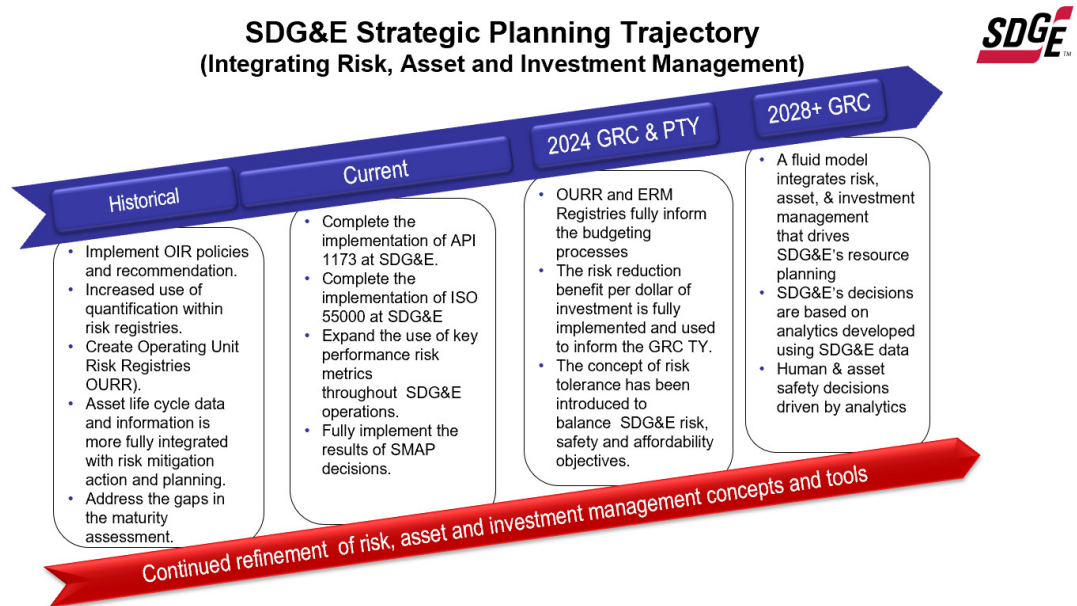 SDG&E Strategic Planning Trajectory
(Integrating Risk, Asset and Investment Management)
SDGE™
Historical
Current
2024 GRC & PTY
2028+ GRC
• Implement OIR policies
and recommendation.
• Increased use of
quantification within
risk registries.
• Create Operating Unit
Risk Registries
OURR).
• Asset life cycle data
and information is
more fully integrated
with risk mitigation
action and planning.
• Address the gaps in
the maturity
assessment.
• Complete the
implementation of API
1173 at SDG&E.
• Complete the
implementation of ISO
55000 at SDG&E
• Expand the use of key
performance risk
metrics
throughout SDG&E
operations.
• Fully implement the
results of SMAP
decisions.
• OURR and ERM
Registries fully inform
the budgeting
processes
• The risk reduction
benefit per dollar of
investment is fully
implemented and used
to inform the GRC TY.
• The concept of risk
tolerance has been
introduced to
balance SDG&E risk,
safety and affordability
objectives.
• A fluid model
integrates risk,
asset, & investment
management
that drives
SDG&E's resource
planning
• SDG&E's decisions
are based on
analytics developed
using SDG&E data
• Human & asset
safety decisions
driven by analytics
Continued refinement of risk, asset and investment management concepts and tools